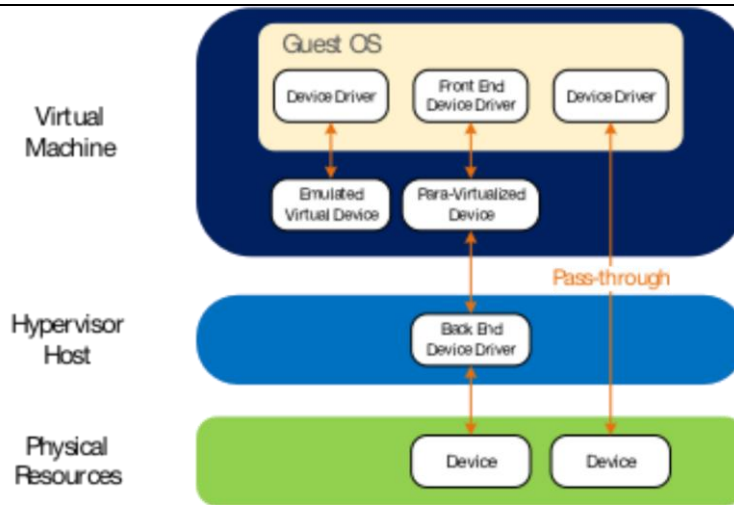 Guest OS
Device Driver
Front End
Device Driver
Device Driver
Virtual
Machine
Emulated
Virtual Device
Para-Virtualized
Device
Pass-through
Hypervisor
Host
Back End
Device Driver
Physical
Resources
Device
Device